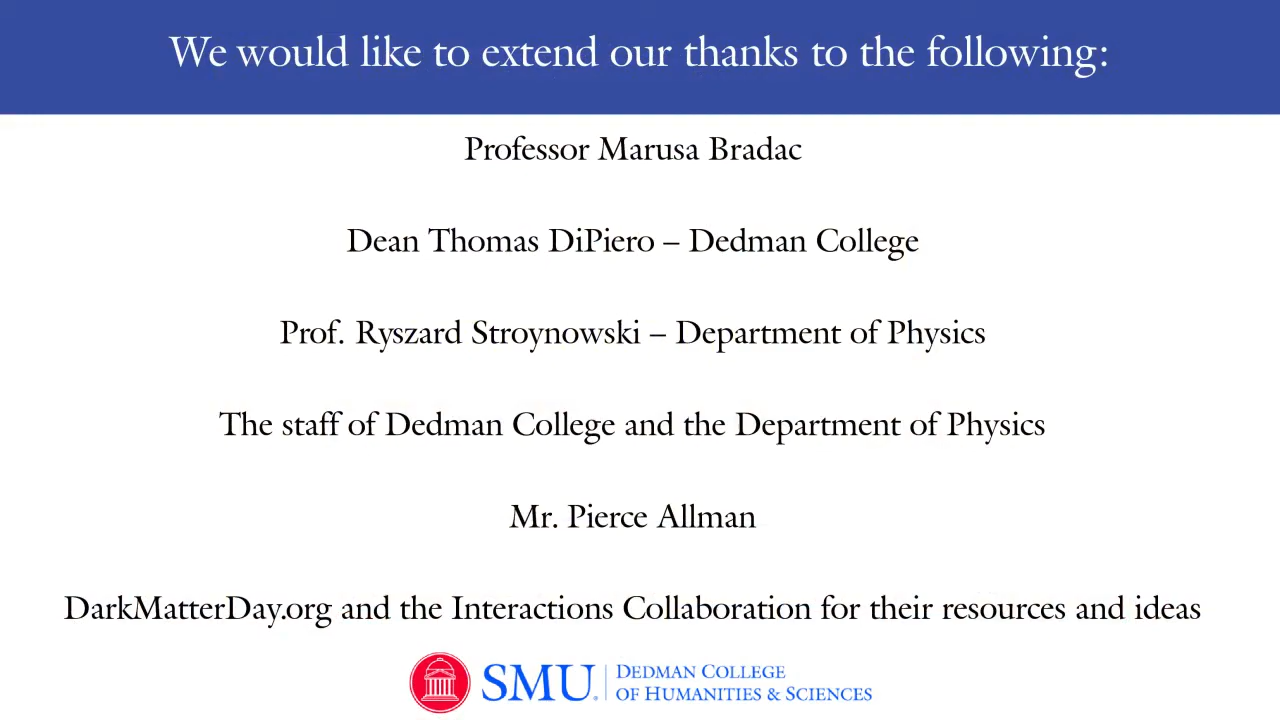 We would like to extend our thanks to the following:
Professor Marusa Bradac
Dean Thomas DiPiero – Dedman College
Prof. Ryszard Stroynowski – Department of Physics
The staff of Dedman College and the Department of Physics
Mr. Pierce Allman
DarkMatterDay.org and the Interactions Collaboration for their resources and ideas
SMU.
DEDMAN COLLEGE
OF HUMANITIES & SCIENCES